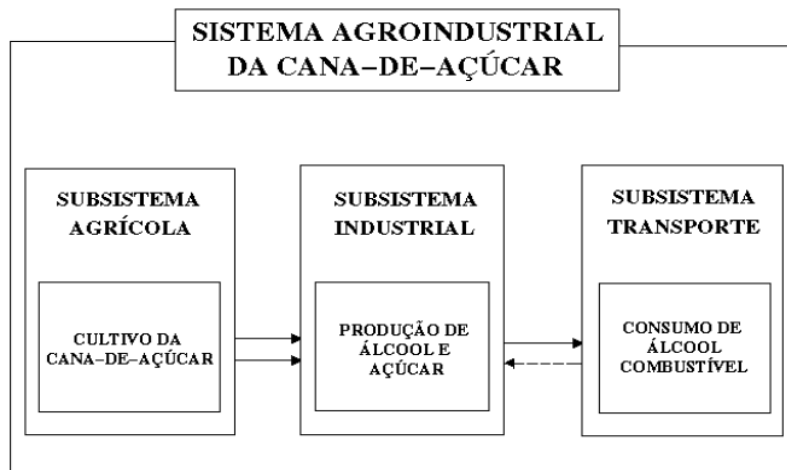 SISTEMA AGROINDUSTRIAL
DA CANA–DE–AÇÚCAR
SUBSISTEMA
AGRÍCOLA
CULTIVO DA
CANA–DE–AÇÚCAR
SUBSISTEMA
INDUSTRIAL
PRODUÇÃO DE
ÁLCOOL E
AÇÚCAR
SUBSISTEMA
TRANSPORTE
CONSUMO DE
ÁLCOOL
COMBUSTÍVEL